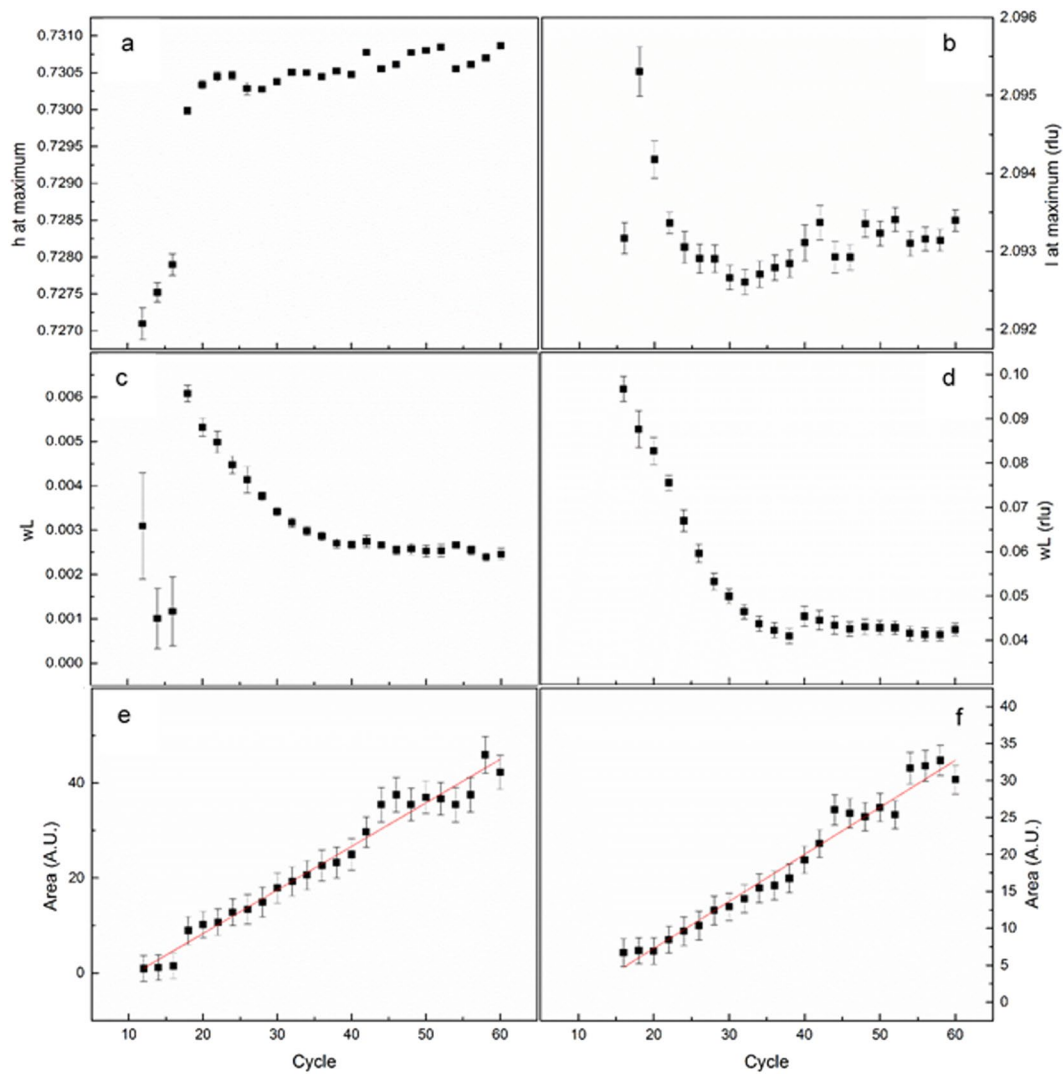 a
0.7310
0.7305
0.7300
0.7295
0.7290
0.7285
0.7280
0.7275
0.7270
h at maximum
b
2.096
2.095
2.094
2.093
2.092
l at maximum (rlu)
c
0.006
0.005
0.004
0.003
0.002
0.001
0.000
wL
d
0.10
0.09
0.08
0.07
0.06
0.05
0.04
wL (rlu)
e
40
20
0
Area (A.U.)
10 20 30 40 50 60
Cycle
f
40
35
30
25
20
15
10
5
0
Area (A.U.)
10 20 30 40 50 60
Cycle